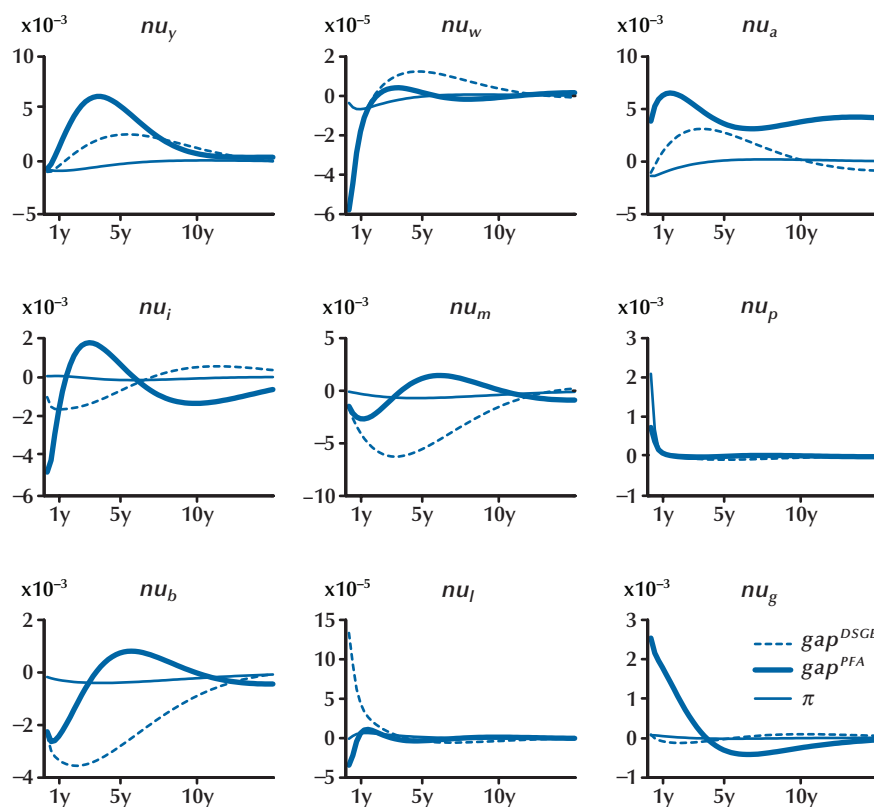 x10⁻³ nu_y
10
5
0
–5
1y 5y 10y
x10⁻⁵ nu_w
2
0
–2
–4
–6
1y 5y 10y
x10⁻³ nu_a
10
5
0
–5
1y 5y 10y
x10⁻³ nu_i
2
0
–2
–4
–6
1y 5y 10y
x10⁻³ nu_m
5
0
–5
–10
1y 5y 10y
x10⁻³ nu_p
3
2
1
0
–1
1y 5y 10y
x10⁻³ nu_b
2
0
–2
–4
1y 5y 10y
x10⁻⁵ nu_l
15
10
5
0
–5
1y 5y 10y
x10⁻³ nu_g
3
2
1
0
–1
gap^DSGE
gap^PFA
π
1y 5y 10y